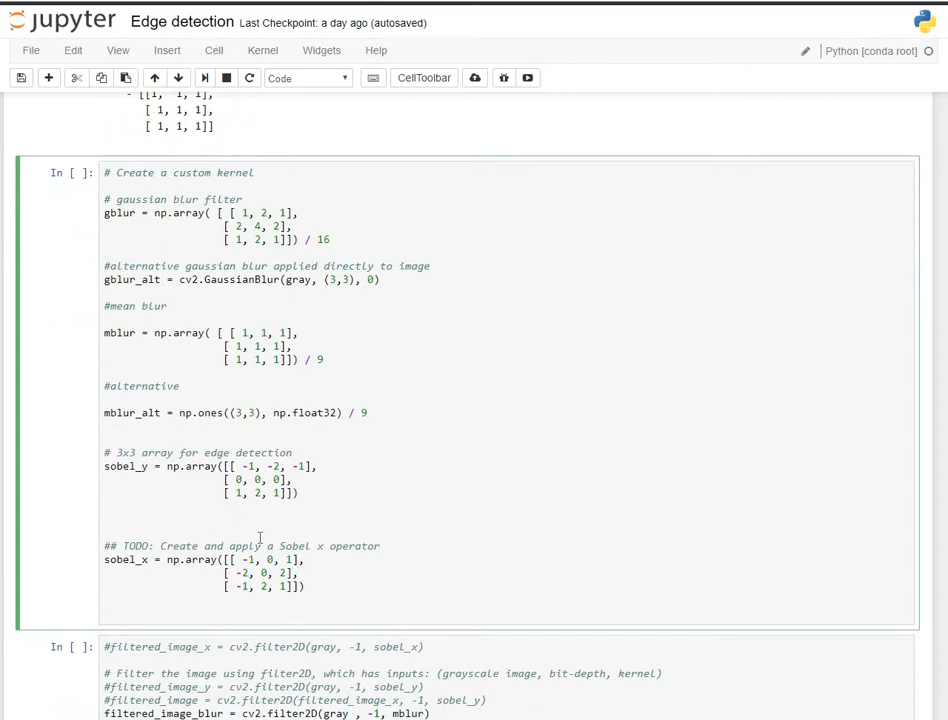 jupyter Edge detection Last Checkpoint: a day ago (autosaved)
File Edit View Insert Cell Kernel Widgets Help Python [conda root]
Code CellToolbar
- [[1, 1, 1],
[ 1, 1, 1],
[ 1, 1, 1]]
In [ ]: # Create a custom kernel
# gaussian blur filter
gblur = np.array( [ [ 1, 2, 1],
[ 2, 4, 2],
[ 1, 2, 1]]) / 16
#alternative gaussian blur applied directly to image
gblur_alt = cv2.GaussianBlur(gray, (3,3), 0)
#mean blur
mblur = np.array( [ [ 1, 1, 1],
[ 1, 1, 1],
[ 1, 1, 1]]) / 9
#alternative
mblur_alt = np.ones((3,3), np.float32) / 9
# 3x3 array for edge detection
sobel_y = np.array([[ -1, -2, -1],
[ 0, 0, 0],
[ 1, 2, 1]])
## TODO: Create and apply a Sobel x operator
sobel_x = np.array([[ -1, 0, 1],
[ -2, 0, 2],
[ -1, 2, 1]])
In [ ]: #filtered_image_x = cv2.filter2D(gray, -1, sobel_x)
# Filter the image using filter2D, which has inputs: (grayscale image, bit-depth, kernel)
#filtered_image_y = cv2.filter2D(gray, -1, sobel_y)
#filtered_image = cv2.filter2D(filtered_image_x, -1, sobel_y)
filtered_image_blur = cv2.filter2D(gray , -1, mblur)